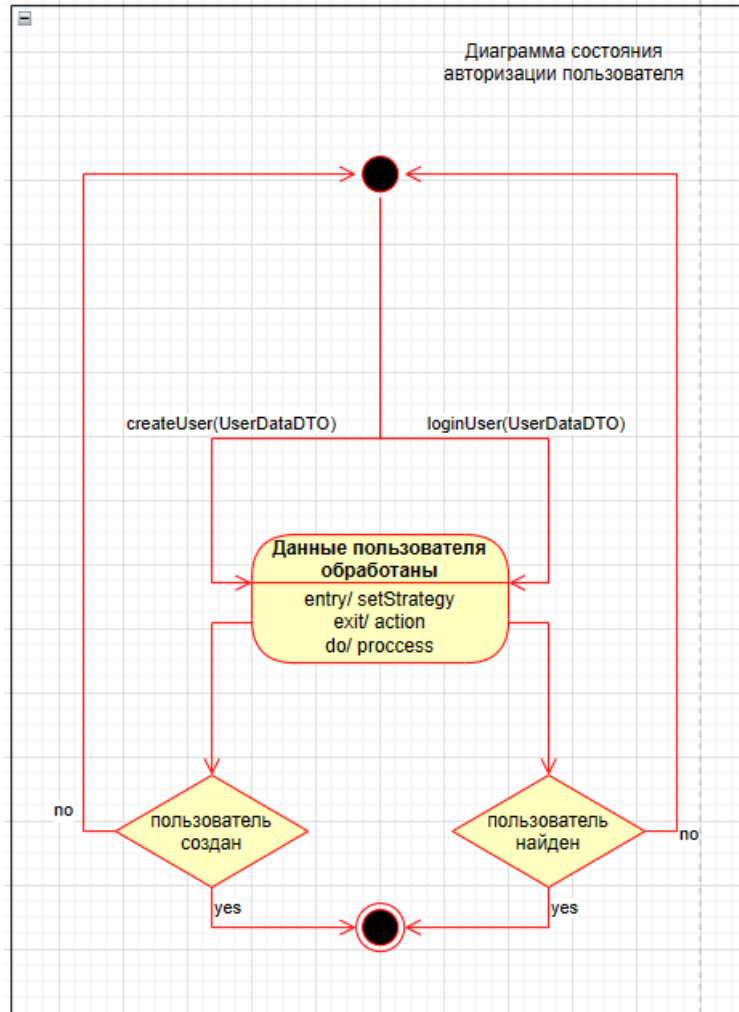 Диаграмма состояния
авторизации пользователя
createUser(UserDataDTO)
loginUser(UserDataDTO)
Данные пользователя
обработаны
entry/ setStrategy
exit/ action
do/ proccess
no
пользователь
создан
пользователь
найден
no
yes
yes